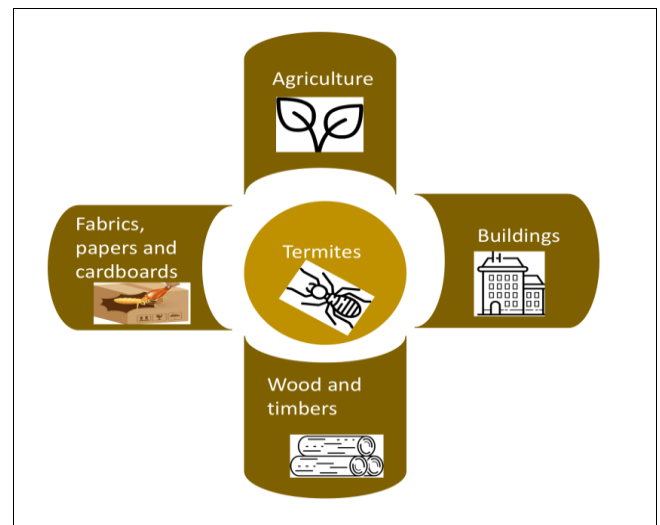 Agriculture
Fabrics,
papers and
cardboards
Termites
Buildings
Wood and
timbers